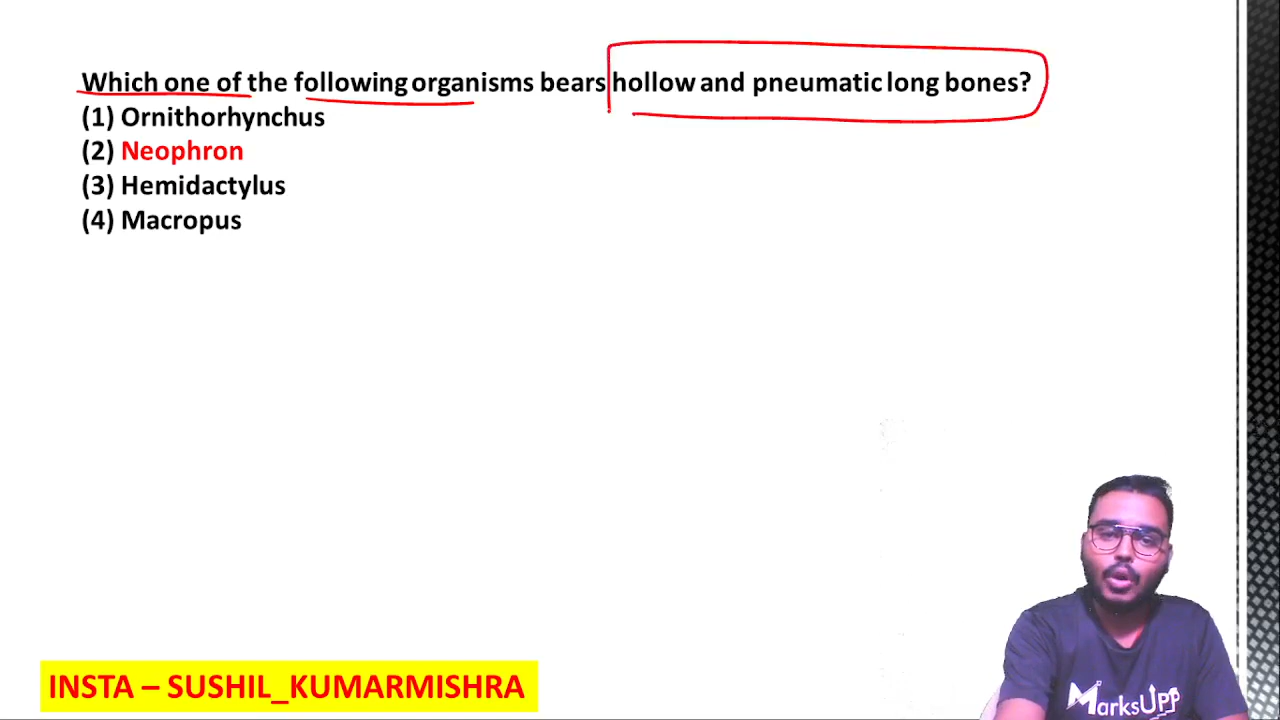 Which one of the following organisms bears hollow and pneumatic long bones?
(1) Ornithorhynchus
(2) Neophron
(3) Hemidactylus
(4) Macropus
INSTA – SUSHIL_KUMARMISHRA
MarksUpp